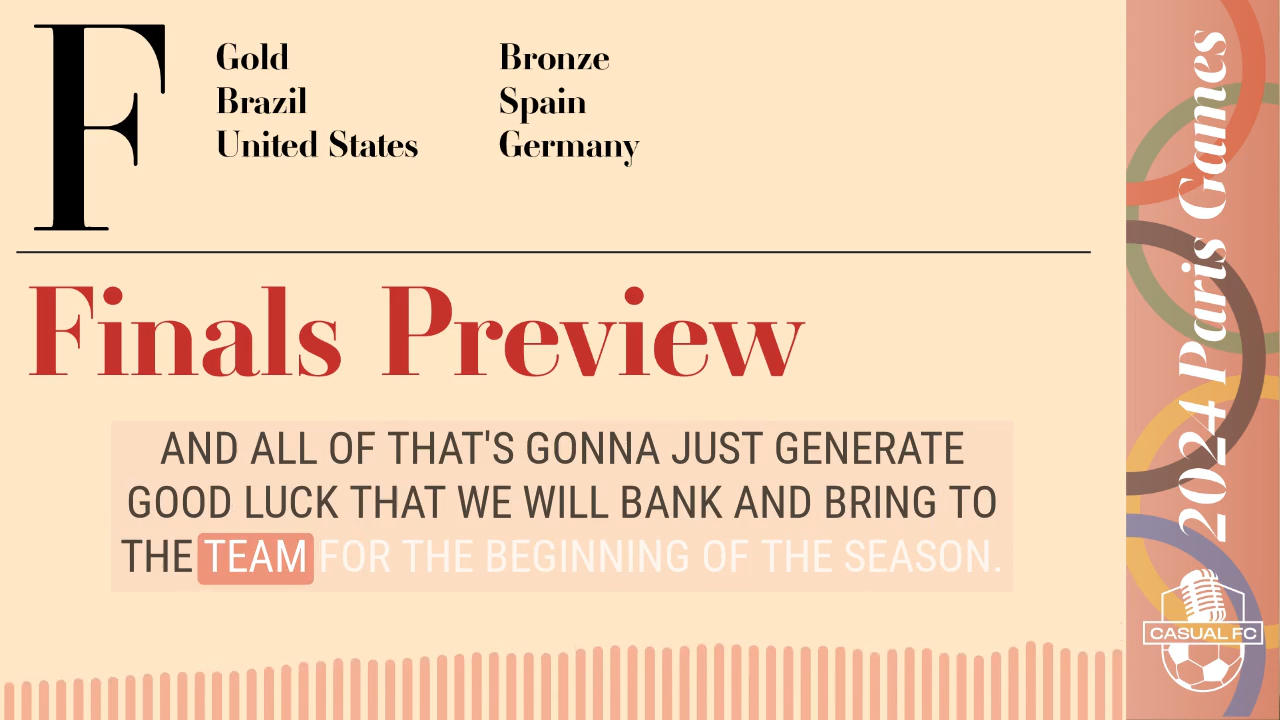 F
Gold
Brazil
United States
Bronze
Spain
Germany
Finals Preview
AND ALL OF THAT'S GONNA JUST GENERATE
GOOD LUCK THAT WE WILL BANK AND BRING TO
THE TEAM FOR THE BEGINNING OF THE SEASON.
2024 Paris Games
CASUAL FC